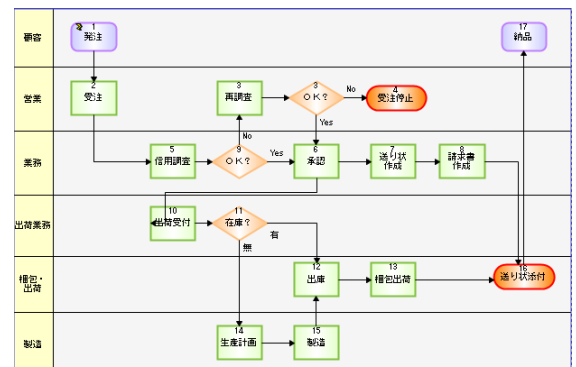 顧客
1
発注
17
納品
営業
2
受注
3
再調査
3
OK?
No
4
受注停止
Yes
業務
5
信用調査
9
OK?
No
Yes
6
承認
7
送り状
作成
8
請求書
作成
出荷業務
10
出荷受付
11
在庫?
有
無
梱包・
出荷
12
出庫
13
梱包出荷
16
送り状添付
製造
14
生産計画
15
製造